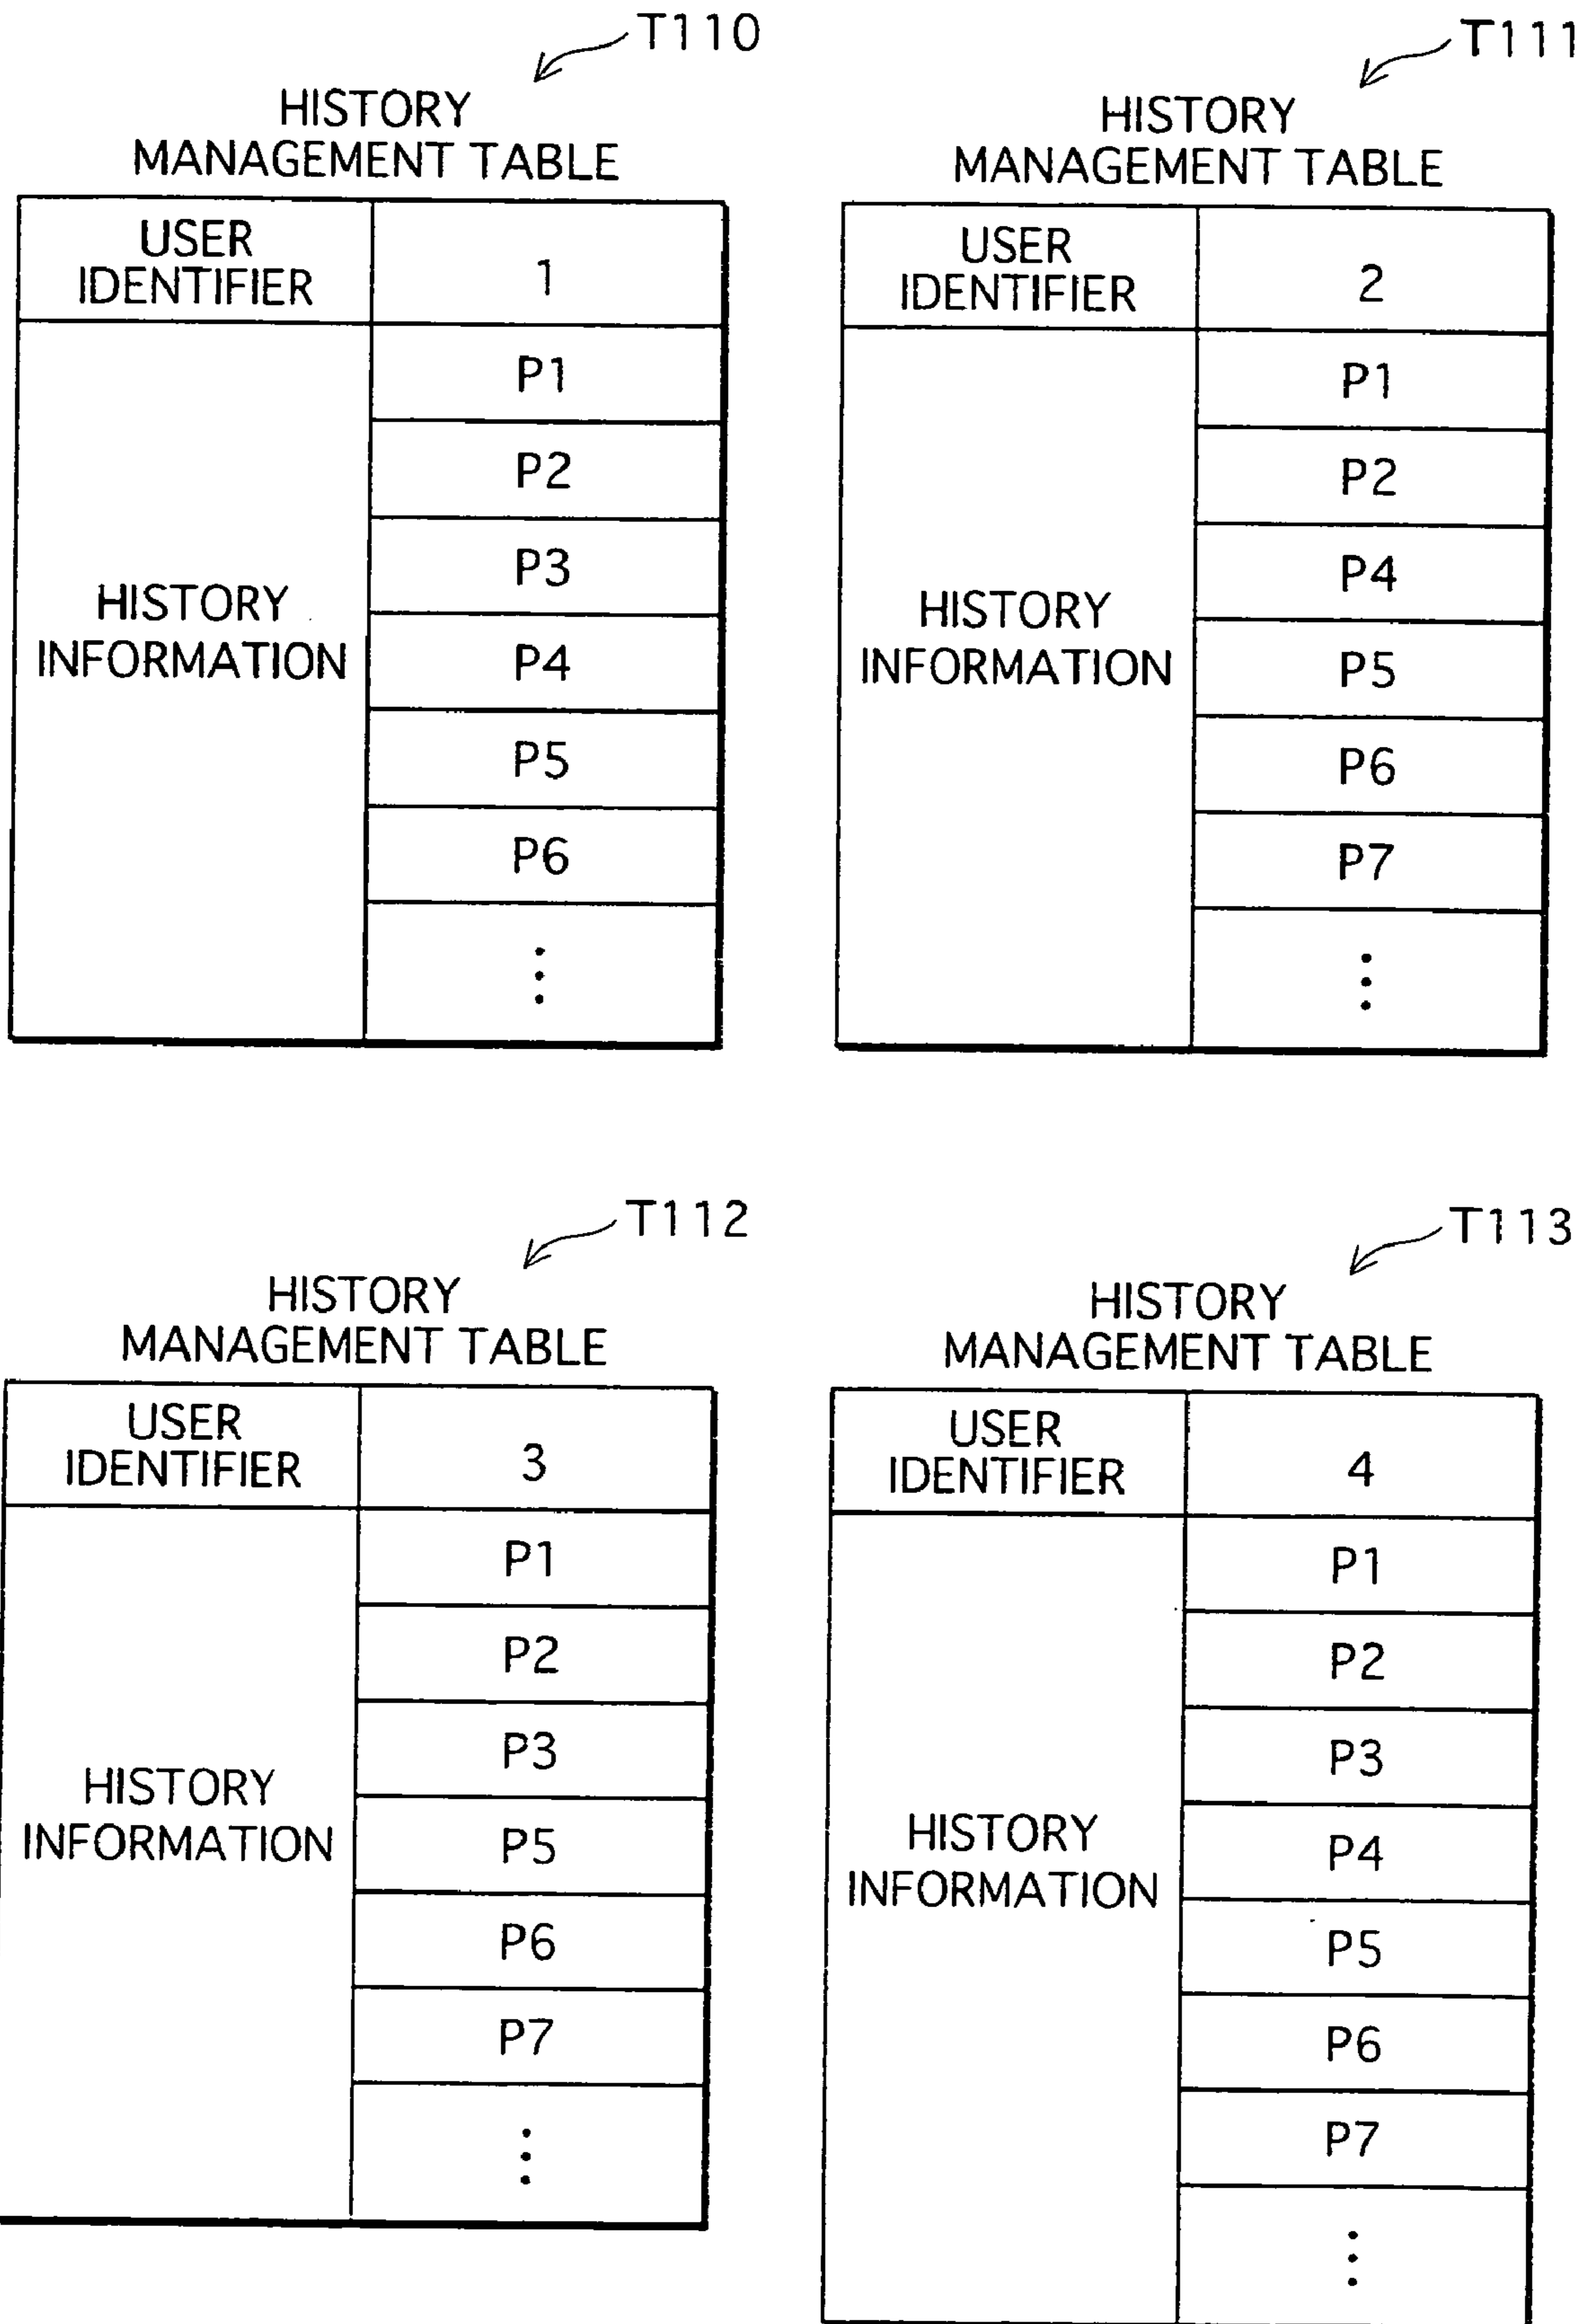 T110
HISTORY
MANAGEMENT TABLE
USER
IDENTIFIER
1
HISTORY
INFORMATION
P1
P2
P3
P4
P5
P6
⋮
T111
HISTORY
MANAGEMENT TABLE
USER
IDENTIFIER
2
HISTORY
INFORMATION
P1
P2
P4
P5
P6
P7
⋮
T112
HISTORY
MANAGEMENT TABLE
USER
IDENTIFIER
3
HISTORY
INFORMATION
P1
P2
P3
P5
P6
P7
⋮
T113
HISTORY
MANAGEMENT TABLE
USER
IDENTIFIER
4
HISTORY
INFORMATION
P1
P2
P3
P4
P5
P6
P7
⋮